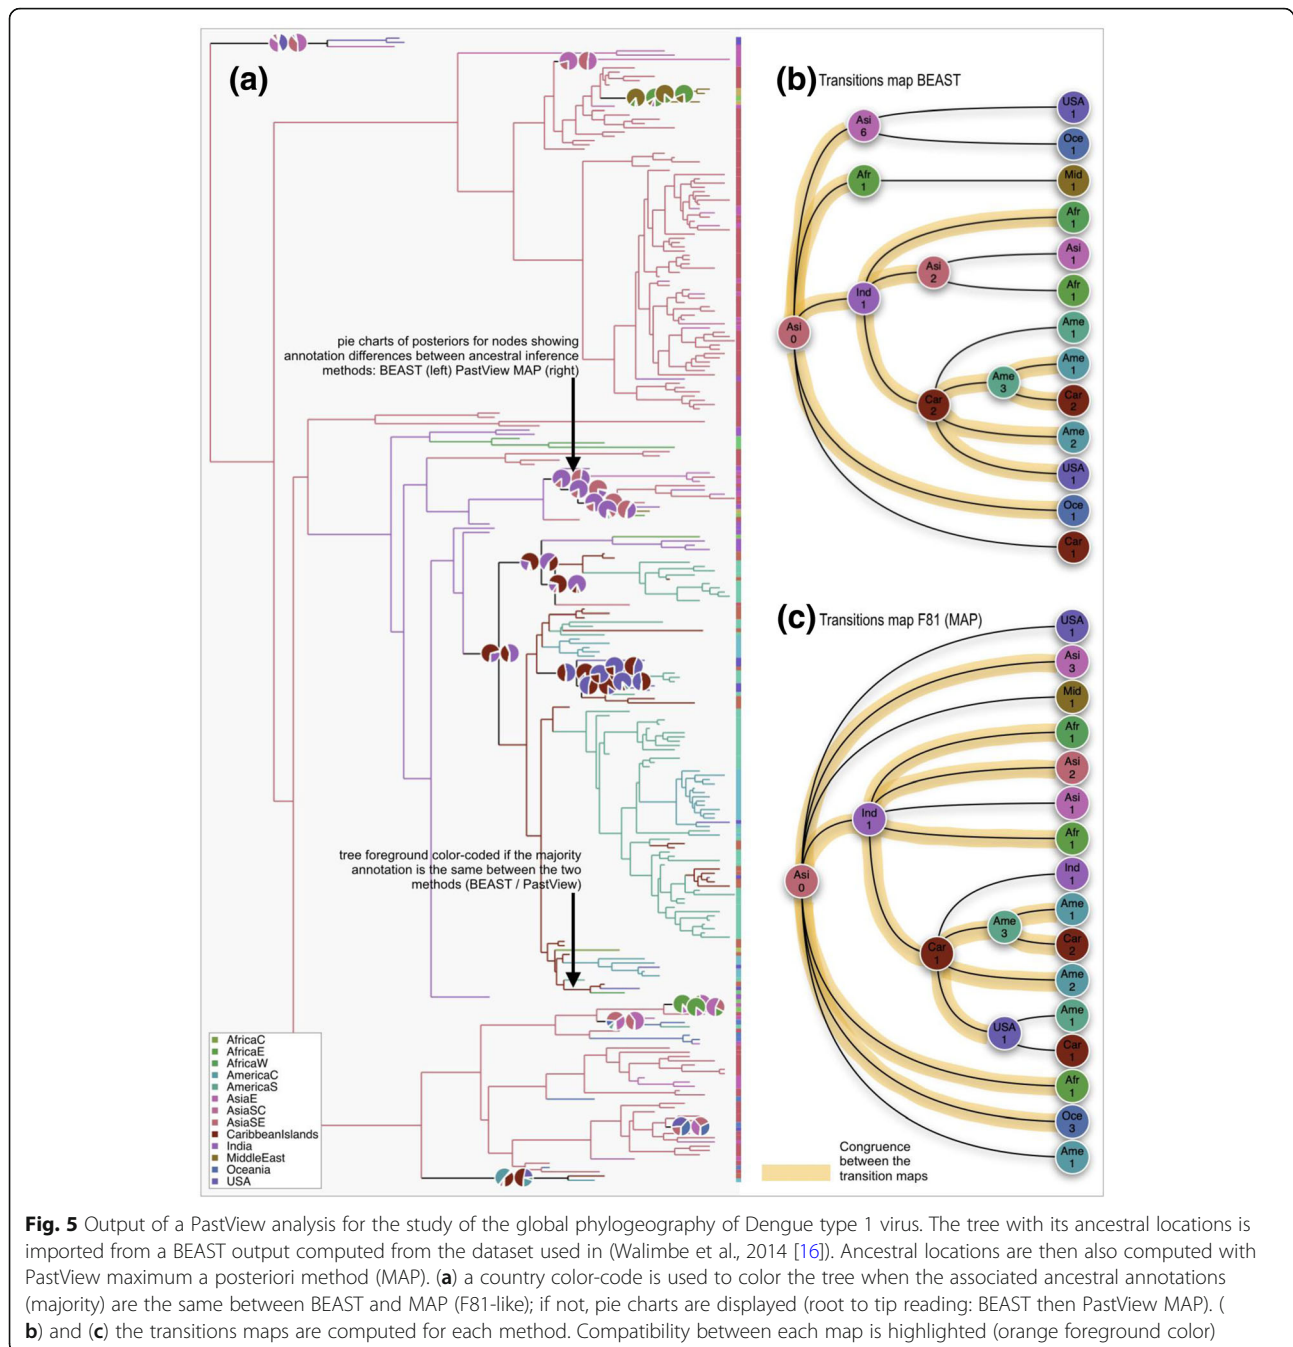 (a)
pie charts of posteriors for nodes showing
annotation differences between ancestral inference
methods: BEAST (left) PastView MAP (right)
tree foreground color-coded if the majority
annotation is the same between the two
methods (BEAST / PastView)
AfricaC
AfricaE
AfricaW
AmericaC
AmericaS
AsiaE
AsiaSC
AsiaSE
CaribbeanIslands
India
MiddleEast
Oceania
USA
(b) Transitions map BEAST
USA
1
Asi
6
Oce
1
Afr
1
Mid
1
Afr
1
Asi
1
Asi
2
Ind
1
Afr
1
Asi
0
Ame
1
Ame
1
Ame
3
Car
2
Car
2
Ame
2
USA
1
Oce
1
Car
1
(c) Transitions map F81 (MAP)
USA
1
Asi
3
Mid
1
Afr
1
Asi
2
Asi
1
Ind
1
Afr
1
Asi
0
Ind
1
Ame
1
Ame
3
Car
2
Car
1
Ame
2
Ame
1
USA
1
Car
1
Afr
1
Oce
3
Ame
1
Congruence
between the
transition maps
Fig. 5 Output of a PastView analysis for the study of the global phylogeography of Dengue type 1 virus. The tree with its ancestral locations is
imported from a BEAST output computed from the dataset used in (Walimbe et al., 2014 [16]). Ancestral locations are then also computed with
PastView maximum a posteriori method (MAP). (a) a country color-code is used to color the tree when the associated ancestral annotations
(majority) are the same between BEAST and MAP (F81-like); if not, pie charts are displayed (root to tip reading: BEAST then PastView MAP). (
b) and (c) the transitions maps are computed for each method. Compatibility between each map is highlighted (orange foreground color)